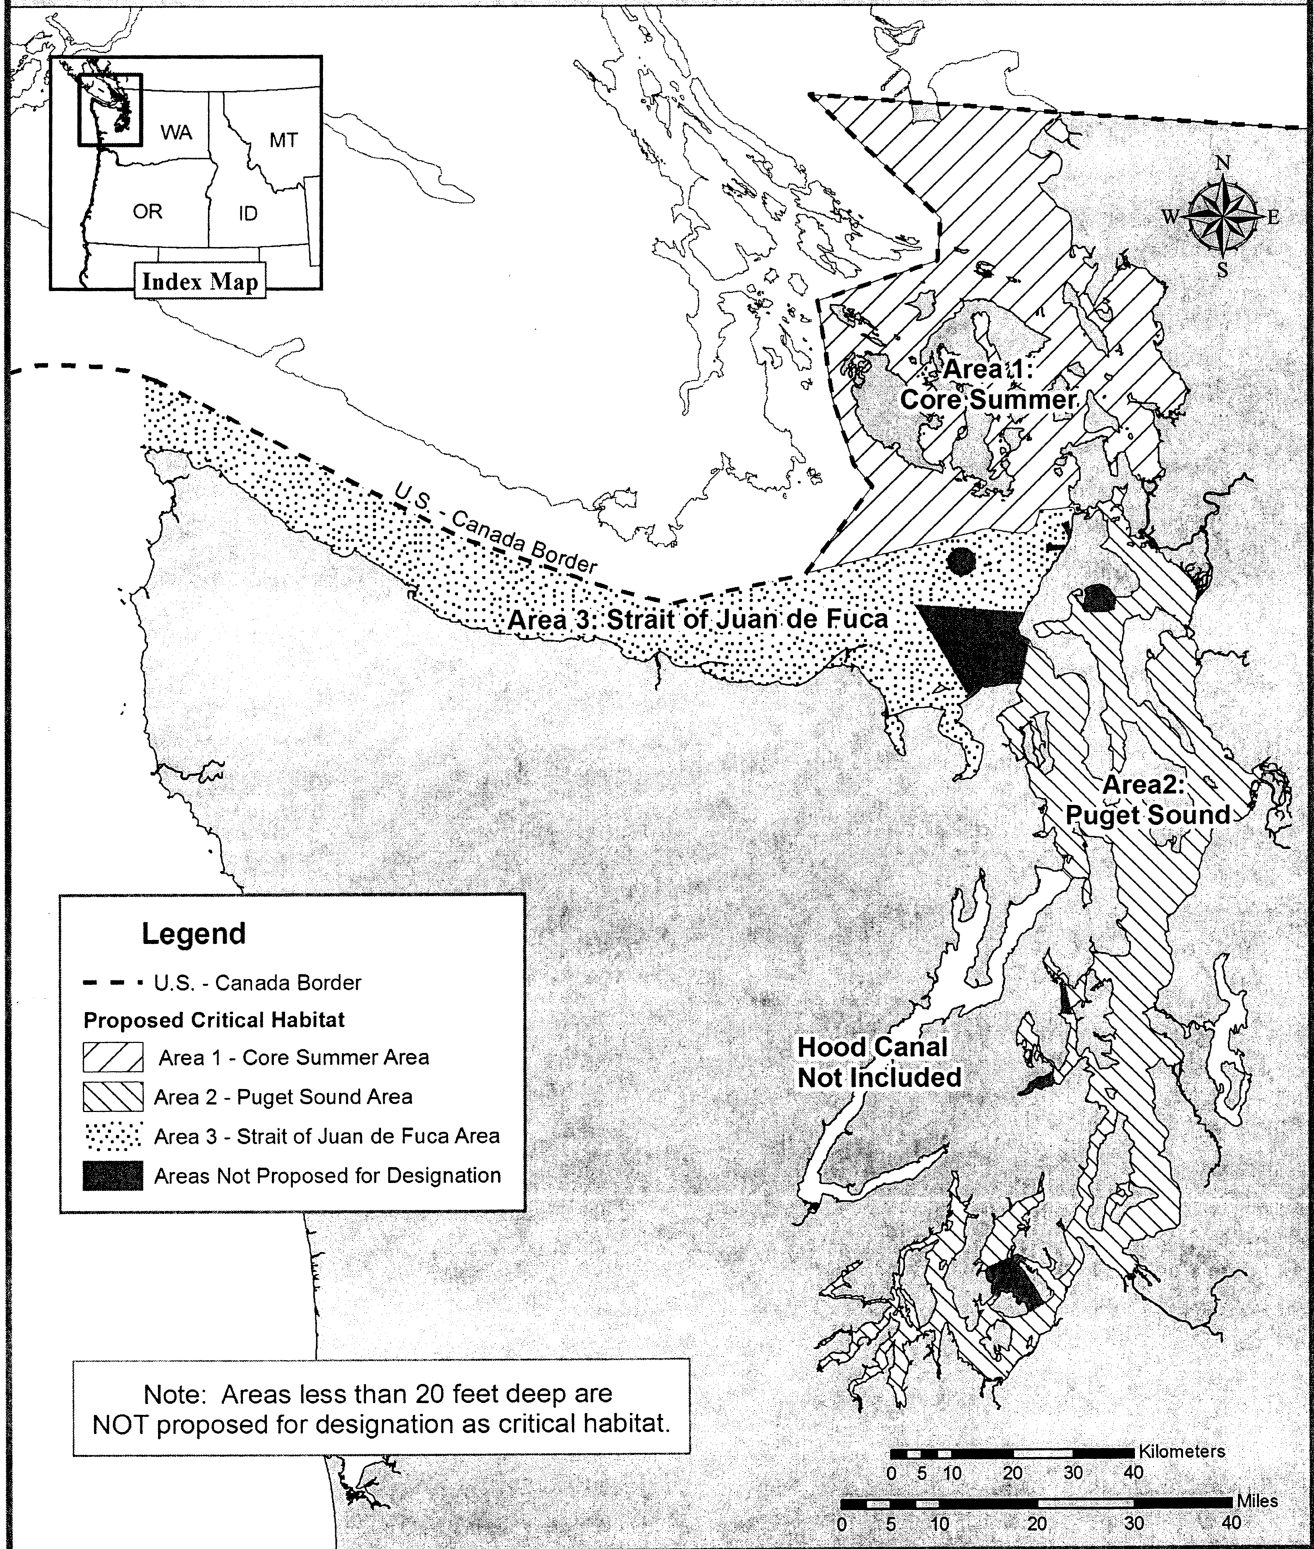 WA
MT
OR
ID
Index Map
N
W
E
S
Area 1:
Core Summer
U.S. - Canada Border
Area 3: Strait of Juan de Fuca
Area2:
Puget Sound
Hood Canal
Not Included
Legend
U.S. - Canada Border
Proposed Critical Habitat
Area 1 - Core Summer Area
Area 2 - Puget Sound Area
Area 3 - Strait of Juan de Fuca Area
Areas Not Proposed for Designation
Note: Areas less than 20 feet deep are
NOT proposed for designation as critical habitat.
Kilometers
0 5 10 20 30 40
Miles
0 5 10 20 30 40